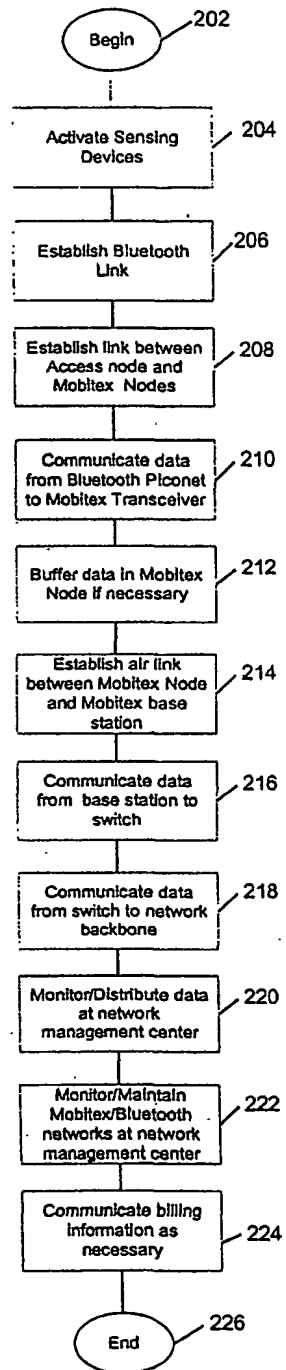 Begin
202
Activate Sensing
Devices
204
Establish Bluetooth
Link
206
Establish link between
Access node and
Mobitex Nodes
208
Communicate data
from Bluetooth Piconet
to Mobitex Transceiver
210
Buffer data in Mobitex
Node if necessary
212
Establish air link
between Mobitex Node
and Mobitex base
station
214
Communicate data
from base station to
switch
216
Communicate data
from switch to network
backbone
218
Monitor/Distribute data
at network
management center
220
Monitor/Maintain
Mobitex/Bluetooth
networks at network
management center
222
Communicate billing
information as
necessary
224
End
226